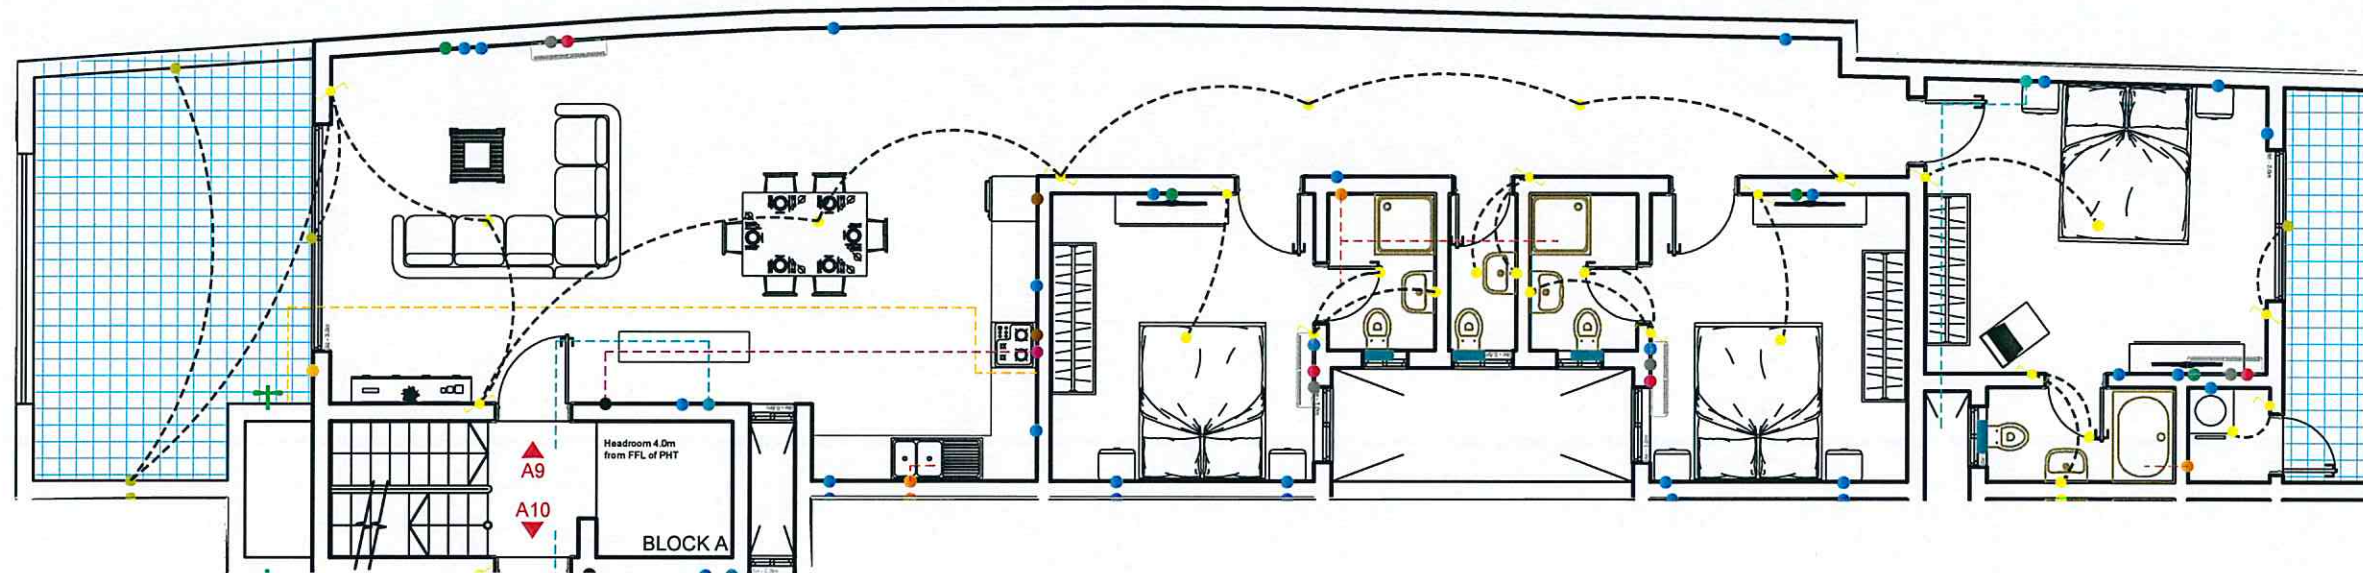 Headroom 4.0m
from FFL of PHT
A9
A10
BLOCK A